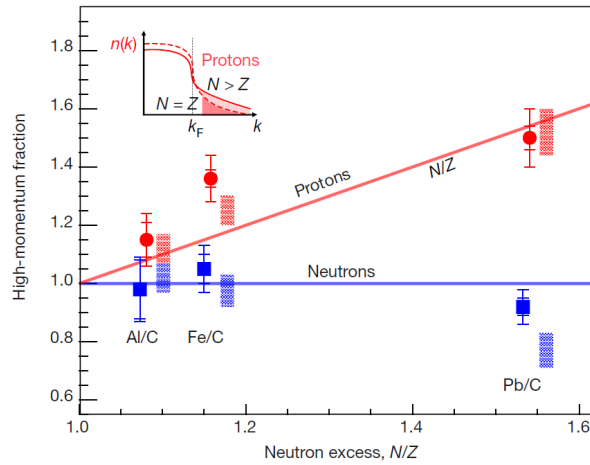 1.8
1.6
1.4
1.2
1.0
0.8
0.6
High-momentum fraction
n(k)
Protons
N > Z
N = Z
k_F
k
Protons
N/Z
Neutrons
Al/C
Fe/C
Pb/C
1.0
1.2
1.4
1.6
Neutron excess, N/Z